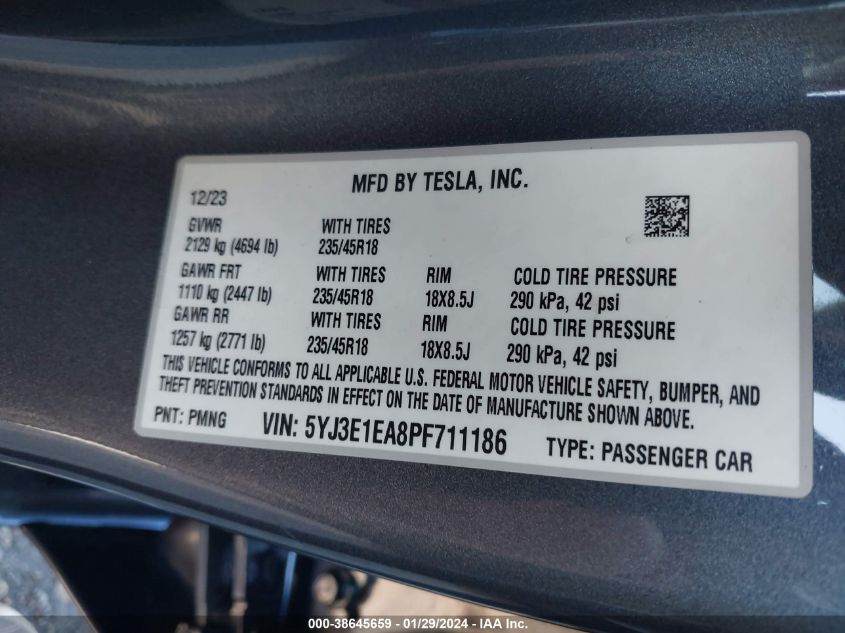 MFD BY TESLA, INC.
12/23
GVWR WITH TIRES
2129 kg (4694 lb) 235/45R18
GAWR FRT WITH TIRES RIM COLD TIRE PRESSURE
1110 kg (2447 lb) 235/45R18 18X8.5J 290 kPa, 42 psi
GAWR RR WITH TIRES RIM COLD TIRE PRESSURE
1257 kg (2771 lb) 235/45R18 18X8.5J 290 kPa, 42 psi
THIS VEHICLE CONFORMS TO ALL APPLICABLE U.S. FEDERAL MOTOR VEHICLE SAFETY, BUMPER, AND
THEFT PREVENTION STANDARDS IN EFFECT ON THE DATE OF MANUFACTURE SHOWN ABOVE.
PNT: PMNG VIN: 5YJ3E1EA8PF711186 TYPE: PASSENGER CAR
000-38645659 - 01/29/2024 - IAA Inc.